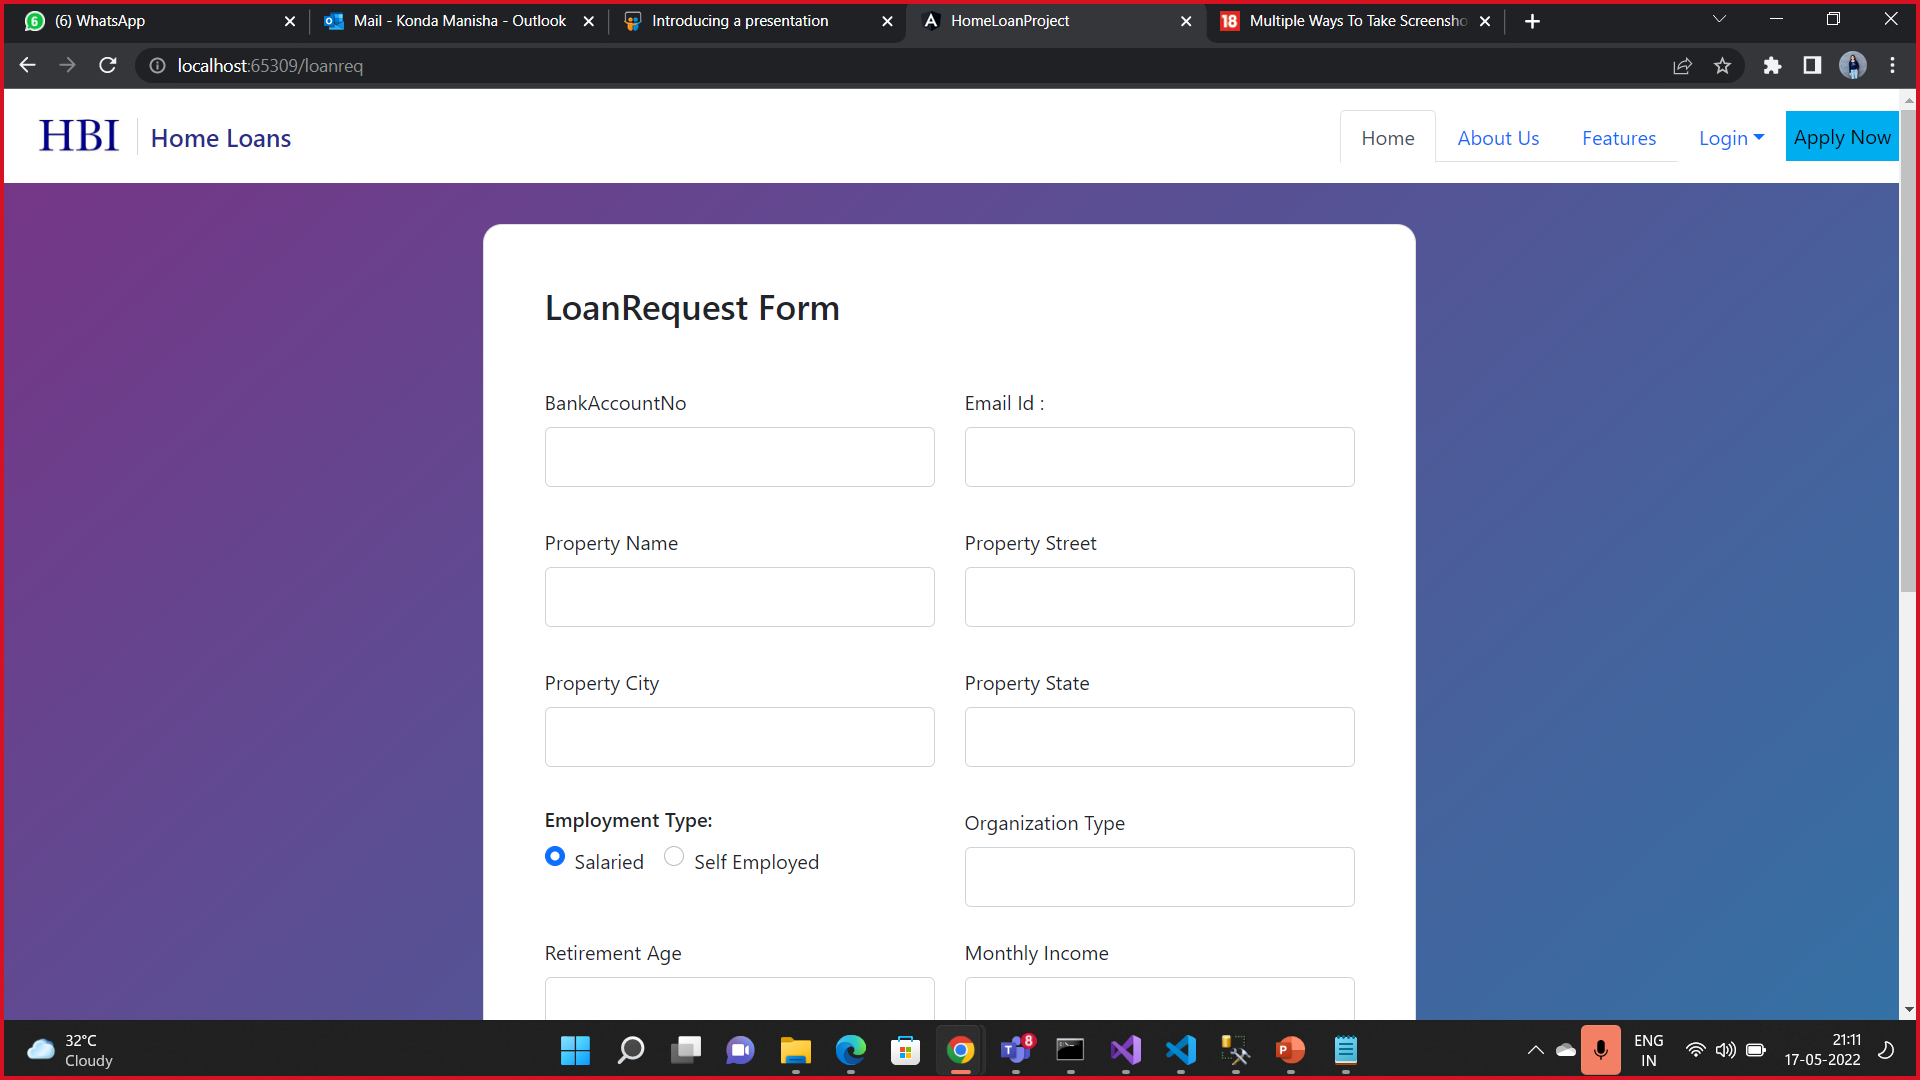 6 (6) WhatsApp
Mail - Konda Manisha - Outlook
Introducing a presentation
HomeLoanProject
18 Multiple Ways To Take Screensho
localhost:65309/loanreq
HBI Home Loans
Home About Us Features Login Apply Now
LoanRequest Form
BankAccountNo Email Id :
Property Name Property Street
Property City Property State
Employment Type: Organization Type
Salaried Self Employed
Retirement Age Monthly Income
32°C
Cloudy
8
ENG
IN
21:11
17-05-2022